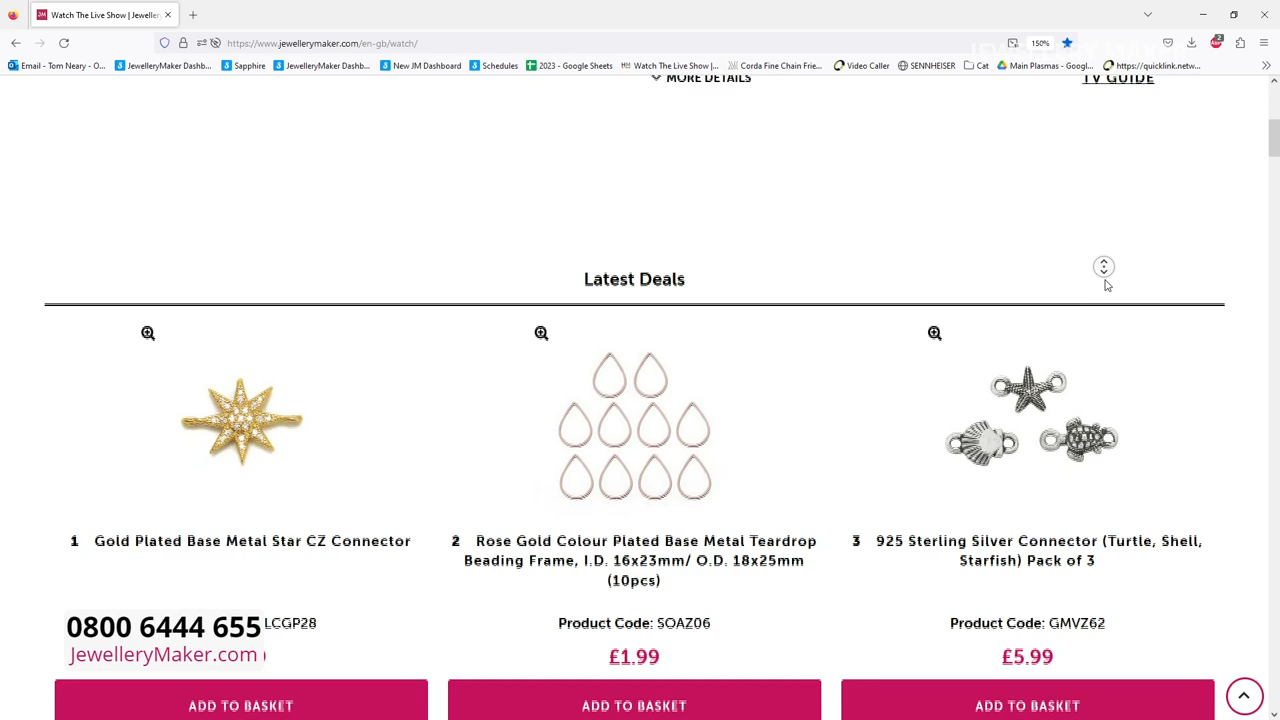 Watch The Live Show | Jeweller
https://www.jewellerymaker.com/en-gb/watch/
150%
2
Email - Tom Neary - O...
JewelleryMaker Dashb...
Sapphire
JewelleryMaker Dashb...
New JM Dashboard
Schedules
2023 - Google Sheets
Watch The Live Show |...
Corda Fine Chain Frie...
Video Caller
SENNHEISER
Cat
Main Plasmas - Googl...
https://quicklink.netw...
JEWELLERY MAKER
MORE DETAILS
TV GUIDE
Latest Deals
1 Gold Plated Base Metal Star CZ Connector
LCGP28
2 Rose Gold Colour Plated Base Metal Teardrop
Beading Frame, I.D. 16x23mm/ O.D. 18x25mm
(10pcs)
Product Code: SOAZ06
£1.99
3 925 Sterling Silver Connector (Turtle, Shell,
Starfish) Pack of 3
Product Code: GMVZ62
£5.99
0800 6444 655
JewelleryMaker.com
ADD TO BASKET
ADD TO BASKET
ADD TO BASKET